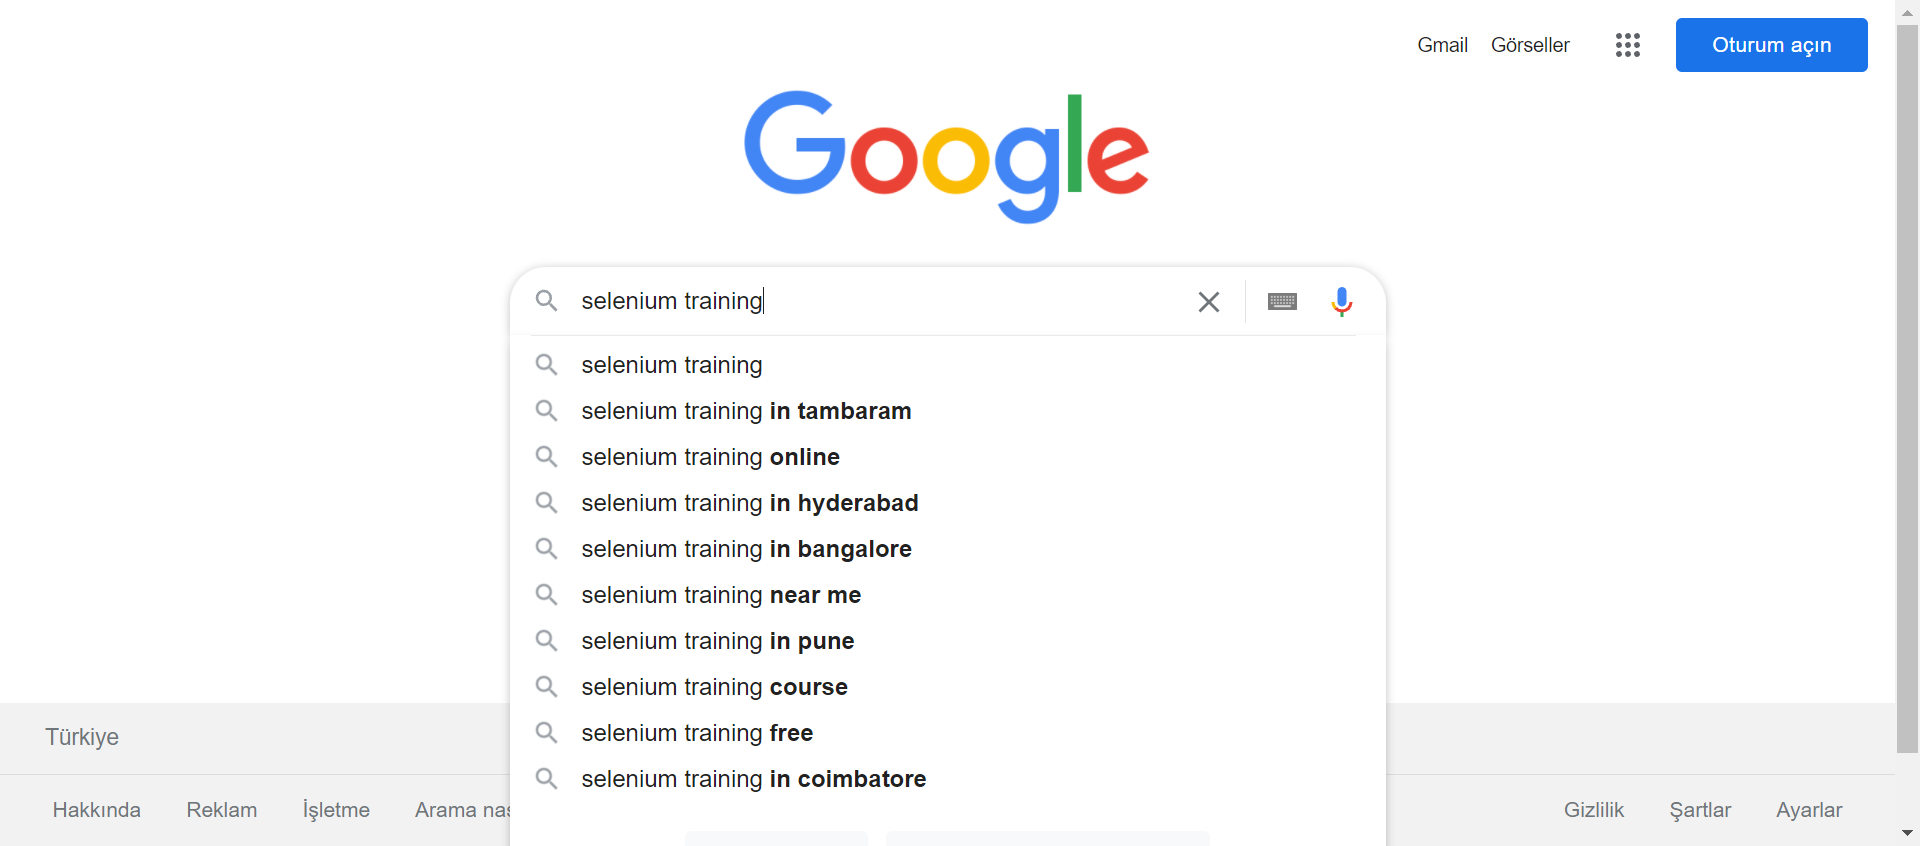 Gmail Görseller Oturum açın
Google
selenium training
selenium training
selenium training in tambaram
selenium training online
selenium training in hyderabad
selenium training in bangalore
selenium training near me
selenium training in pune
selenium training course
selenium training free
selenium training in coimbatore
Türkiye
Hakkında Reklam İşletme Arama Gizlilik Şartlar Ayarlar